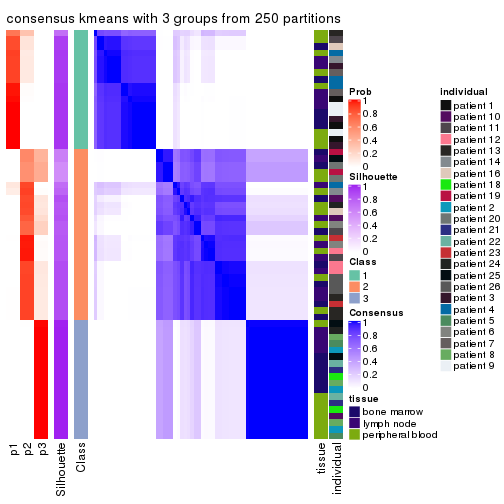 consensus kmeans with 3 groups from 250 partitions
p1
p2
p3
Silhouette
Class
tissue
individual
Prob
1
0.8
0.6
0.4
0.2
0
Silhouette
1
0.8
0.6
0.4
0.2
0
Class
1
2
3
Consensus
1
0.8
0.6
0.4
0.2
0
tissue
bone marrow
lymph node
peripheral blood
individual
patient 1
patient 10
patient 11
patient 12
patient 13
patient 14
patient 16
patient 18
patient 19
patient 2
patient 20
patient 21
patient 22
patient 23
patient 24
patient 25
patient 26
patient 3
patient 4
patient 5
patient 6
patient 7
patient 8
patient 9